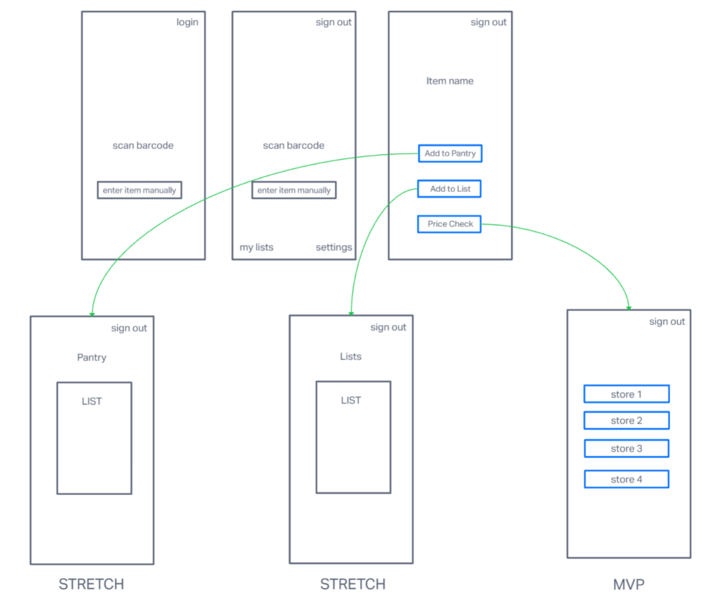 login
scan barcode
enter item manually
sign out
scan barcode
enter item manually
my lists
settings
sign out
Item name
Add to Pantry
Add to List
Price Check
sign out
Pantry
LIST
STRETCH
sign out
Lists
LIST
STRETCH
sign out
store 1
store 2
store 3
store 4
MVP